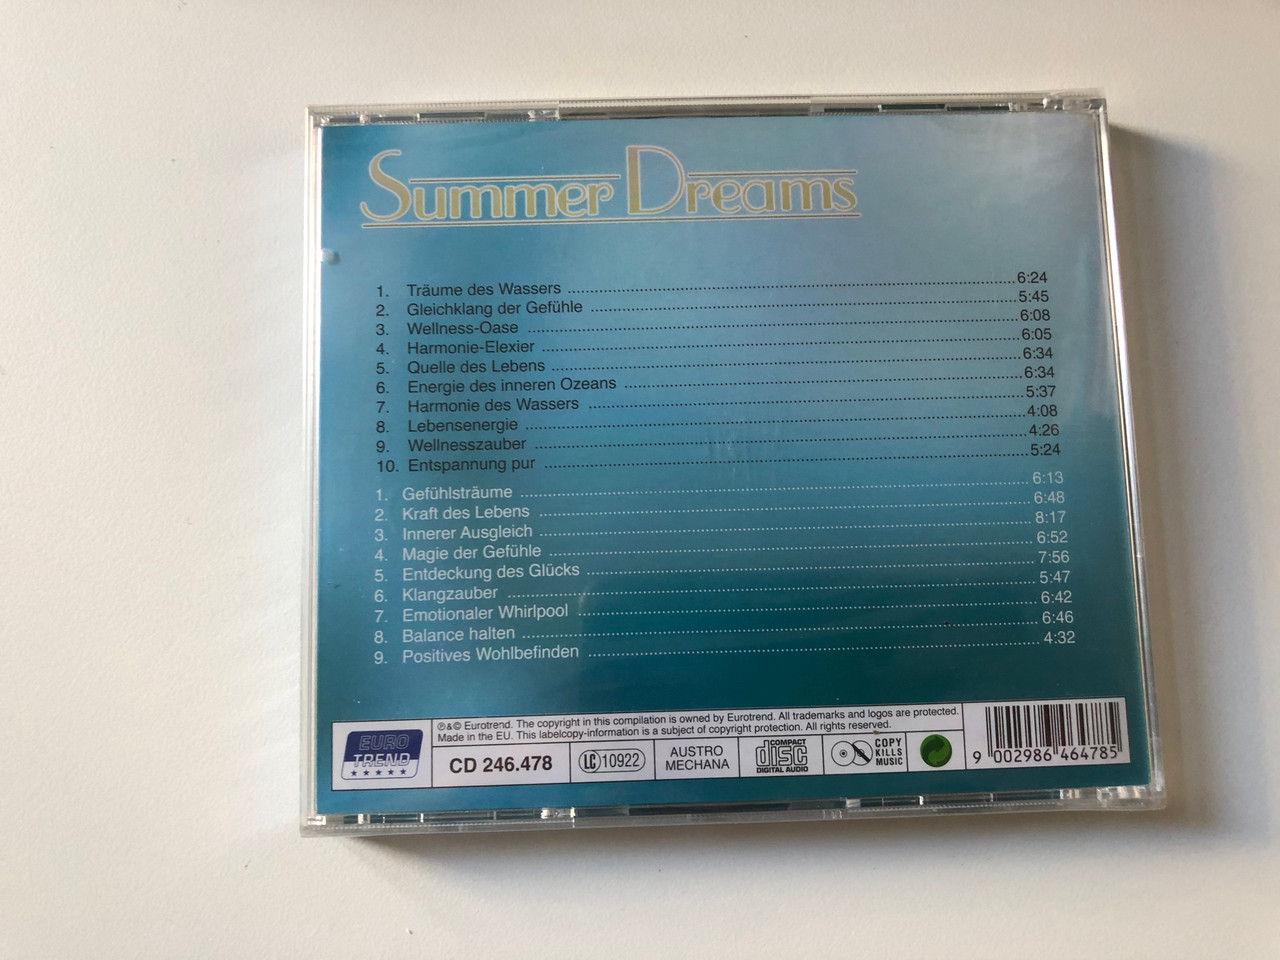 Summer Dreams
1. Träume des Wassers 6:24
2. Gleichklang der Gefühle 5:45
3. Wellness-Oase 6:08
4. Harmonie-Elexier 6:05
5. Quelle des Lebens 6:34
6. Energie des inneren Ozeans 6:34
7. Harmonie des Wassers 5:37
8. Lebensenergie 4:08
9. Wellnesszauber 4:26
10. Entspannung pur 5:24
1. Gefühlsträume 6:13
2. Kraft des Lebens 6:48
3. Innerer Ausgleich 8:17
4. Magie der Gefühle 6:52
5. Entdeckung des Glücks 7:56
6. Klangzauber 5:47
7. Emotionaler Whirlpool 6:42
8. Balance halten 6:46
9. Positives Wohlbefinden 4:32
EURO
TREND
℗&© Eurotrend. The copyright in this compilation is owned by Eurotrend. All trademarks and logos are protected.
Made in the EU. This labelcopy-information is a subject of copyright protection. All rights reserved.
CD 246.478
LC 10922
AUSTRO
MECHANA
COMPACT
disc
DIGITAL AUDIO
COPY
KILLS
MUSIC
9 002986 464785